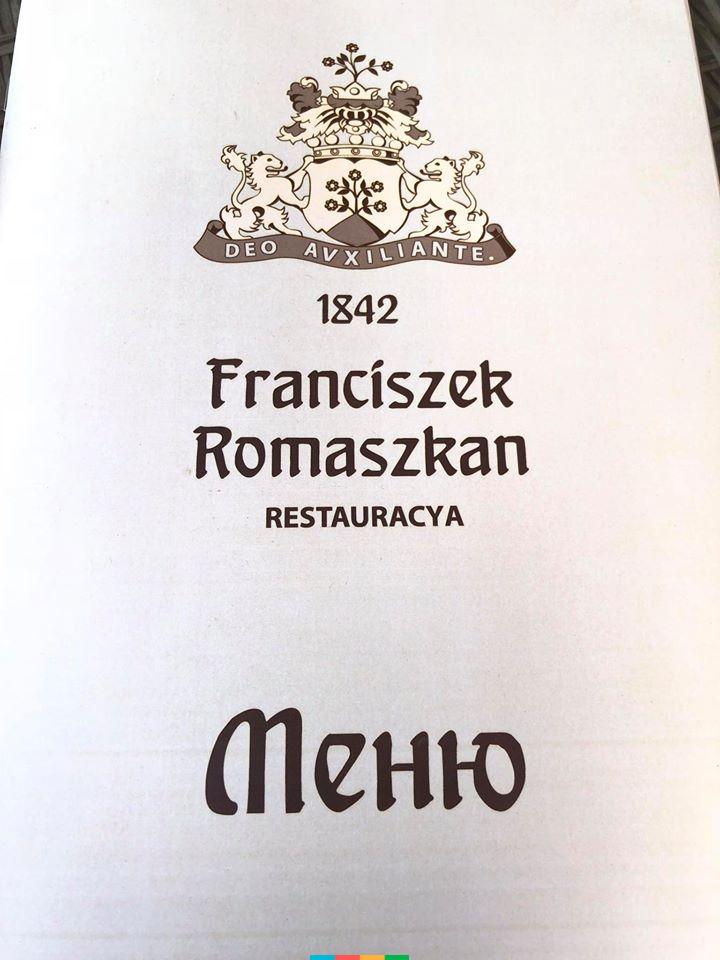 DEO AVXILIANTE.
1842
Franciszek
Romaszkan
RESTAURACYA
Меню